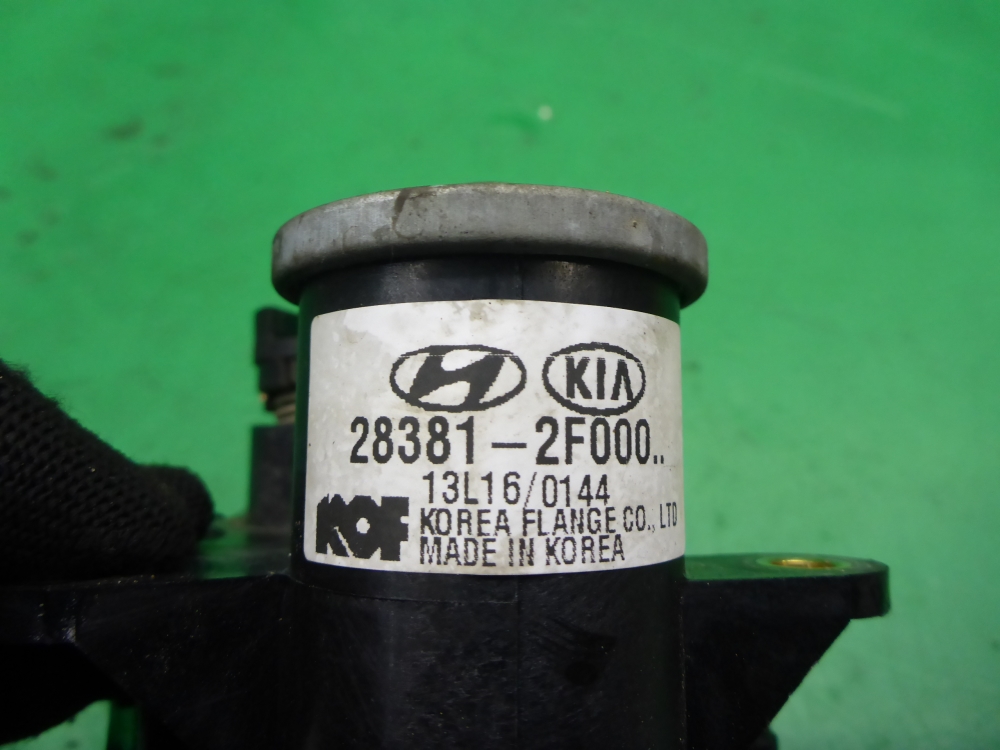 KIA
28381-2F000..
13L16/0144
KOF
KOREA FLANGE CO., LTD
MADE IN KOREA